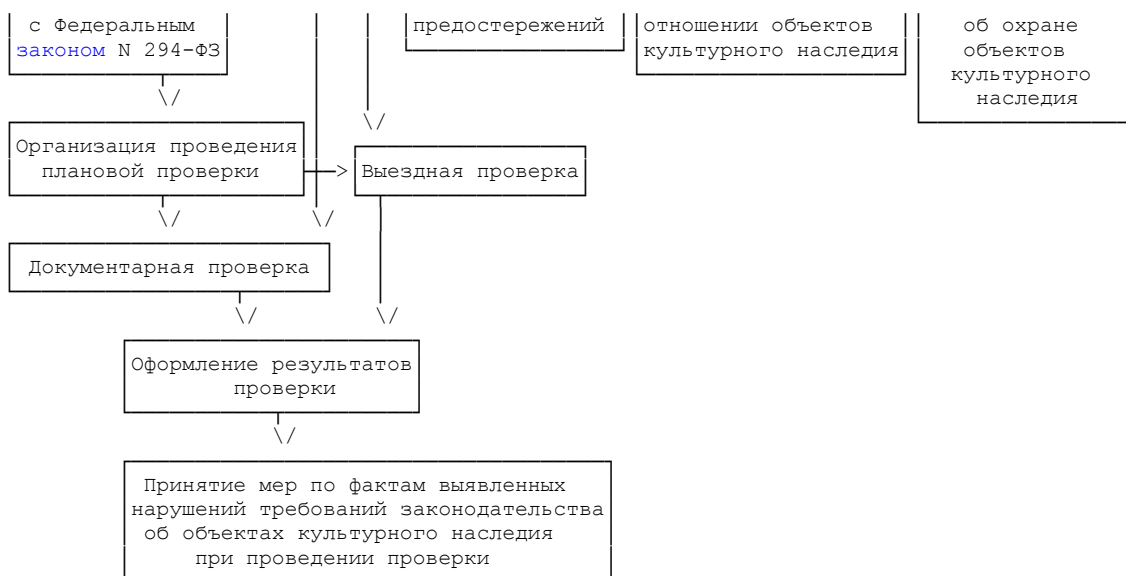 с Федеральным
законом N 294-ФЗ
предостережений
отношении объектов
культурного наследия
об охране
объектов
культурного
наследия
Организация проведения
плановой проверки
Выездная проверка
Документарная проверка
Оформление результатов
проверки
Принятие мер по фактам выявленных
нарушений требований законодательства
об объектах культурного наследия
при проведении проверки